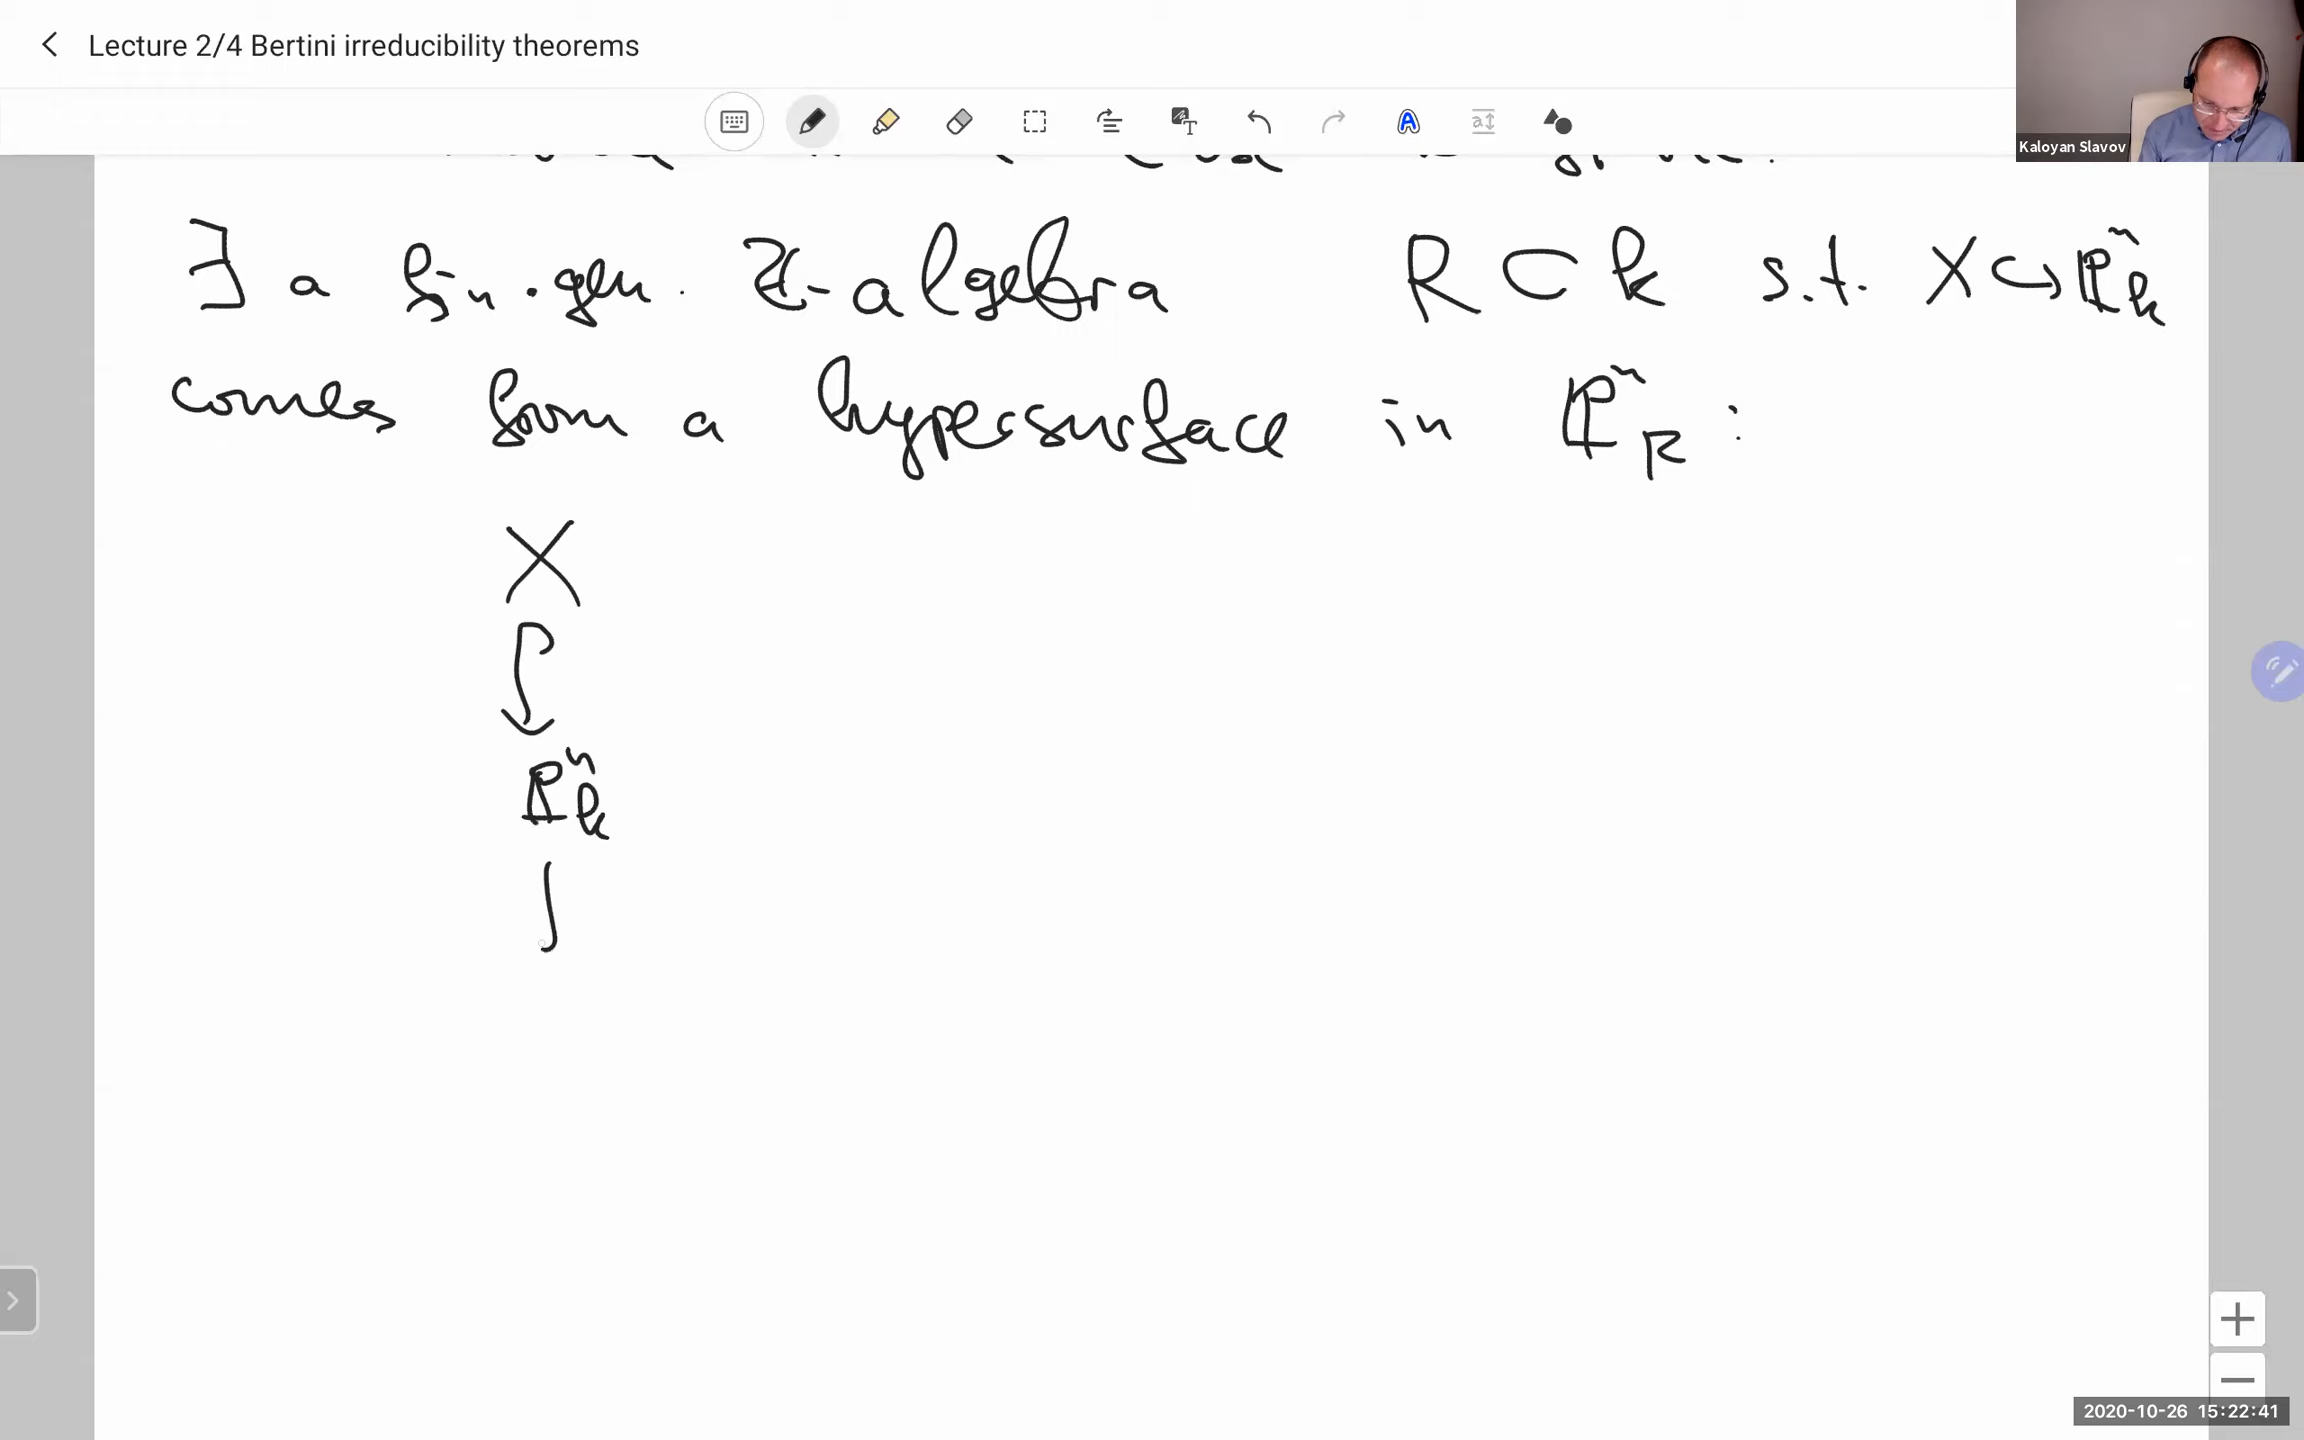 Lecture 2/4 Bertini irreducibility theorems
Kaloyan Slavov
∃ a fin. gen. ℤ-algebra R ⊂ k s.t. X ↪ ℙⁿₖ
comes from a hypersurface in ℙⁿ_R :
X
ℙⁿₖ
2020-10-26 15:22:41